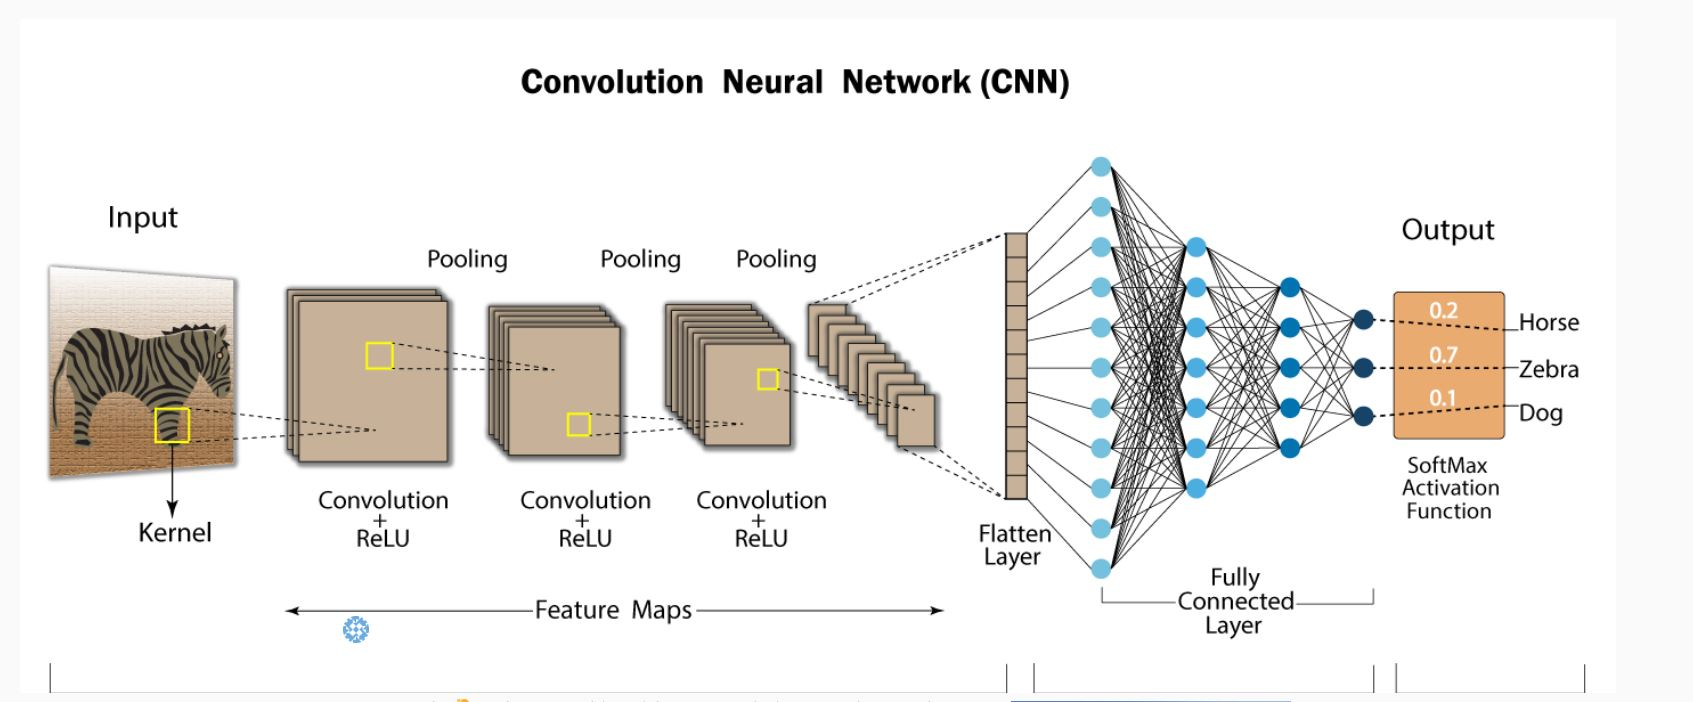 Convolution Neural Network (CNN)
Input
Pooling
Pooling
Pooling
Output
0.2
Horse
0.7
Zebra
0.1
Dog
Kernel
Convolution
+
ReLU
Convolution
+
ReLU
Convolution
+
ReLU
Flatten
Layer
SoftMax
Activation
Function
Feature Maps
Fully
Connected
Layer